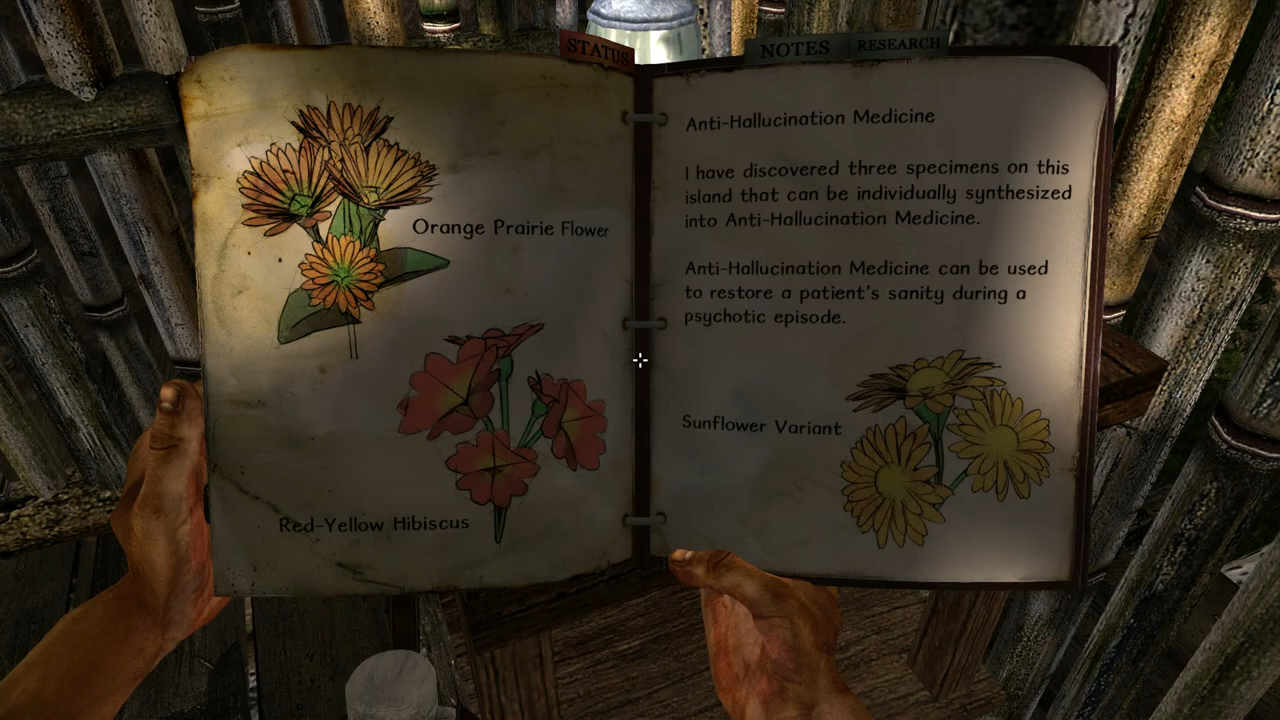 STATUS
NOTES
RESEARCH
Orange Prairie Flower
Red-Yellow Hibiscus
Anti-Hallucination Medicine
I have discovered three specimens on this
island that can be individually synthesized
into Anti-Hallucination Medicine.
Anti-Hallucination Medicine can be used
to restore a patient's sanity during a
psychotic episode.
Sunflower Variant